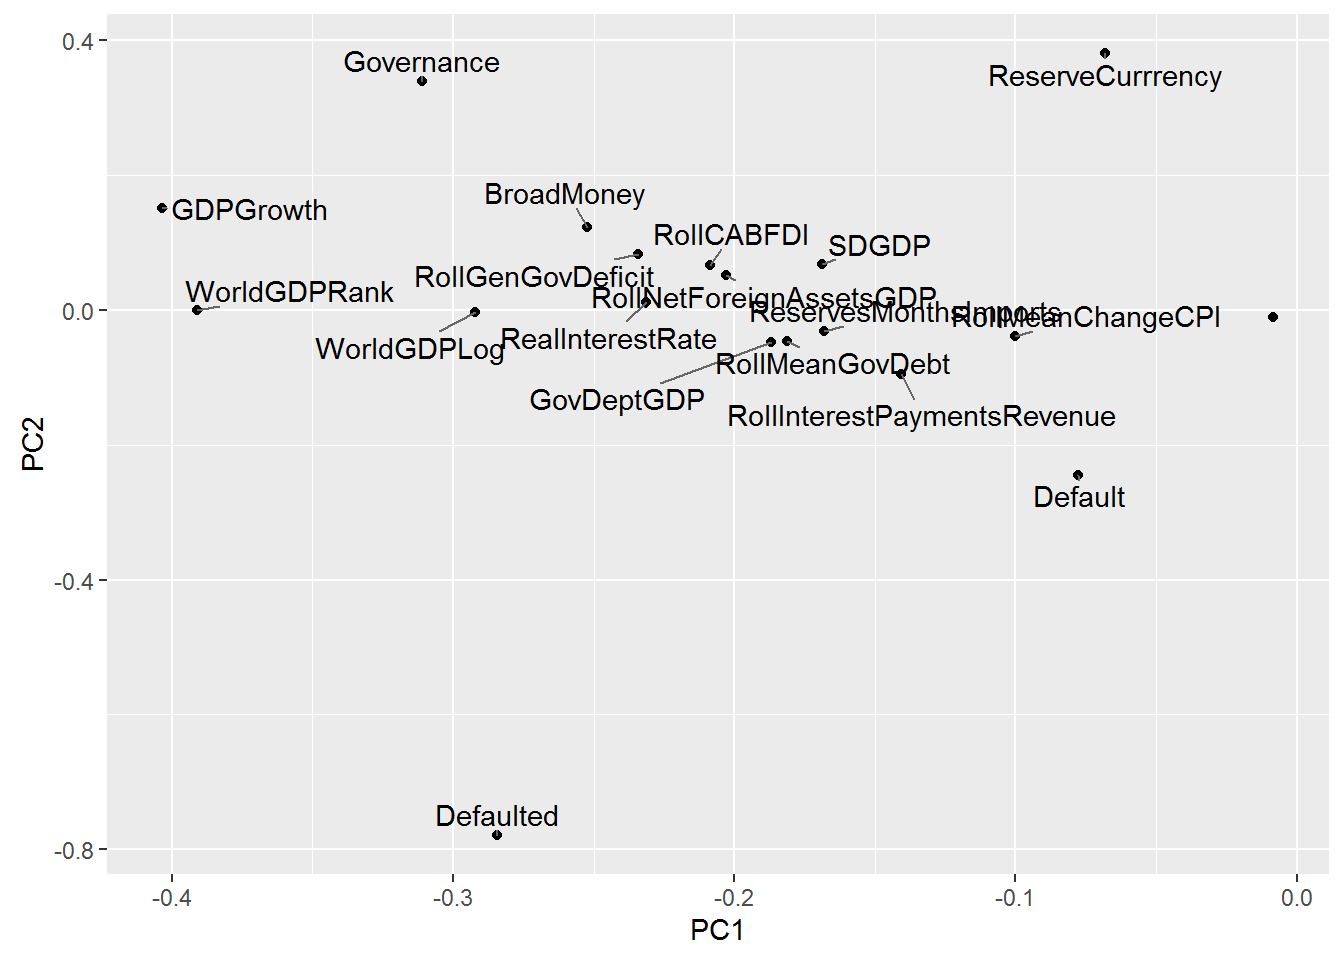 0.4
0.0
-0.4
-0.8
PC2
Governance
ReserveCurrrency
BroadMoney
GDPGrowth
RollCABFDI
SDGDP
RollGenGovDeficit
WorldGDPRank
RollNetForeignAssetsGDP
ReservesMonthsImports
RollMeanChangeCPI
RealInterestRate
WorldGDPLog
RollMeanGovDebt
GovDeptGDP
RollInterestPaymentsRevenue
Default
Defaulted
-0.4
-0.3
-0.2
-0.1
0.0
PC1